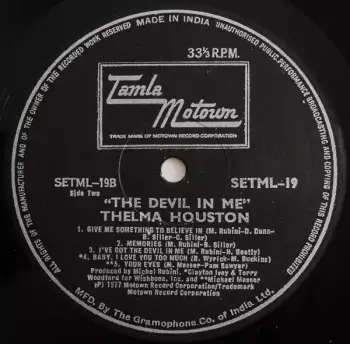 ALL RIGHTS OF THE MANUFACTURER AND OF THE OWNER OF THE RECORDED WORK RESERVED MADE IN INDIA UNAUTHORISED PUBLIC PERFORMANCE BROADCASTING AND COPYING OF THIS RECORD PROHIBITED
33⅓ R.P.M.
Tamla
Motown
TRADE MARK OF MOTOWN RECORD CORPORATION
SETML-19B SETML-19
Side Two
"THE DEVIL IN ME"
THELMA HOUSTON
1. GIVE ME SOMETHING TO BELIEVE IN (M. Rubini-D. Dunn-
B. Siller-C. Siller)
2. MEMORIES (M. Rubini-B. Siller)
3. I'VE GOT THE DEVIL IN ME (M. Rubini-R. Beatty)
*4. BABY, I LOVE YOU TOO MUCH (B. Wyrick-M. Buckins)
**5. YOUR EYES (M. Masser-Pam Sawyer)
Produced by Michel Rubini, *Clayton Ivey & Terry
Woodford for Wishbone, Inc. and **Michael Masser
℗ 1977 Motown Record Corporation/Trademark
Motown Record Corporation.
MFD. By The Gramophone Co. of India Ltd.